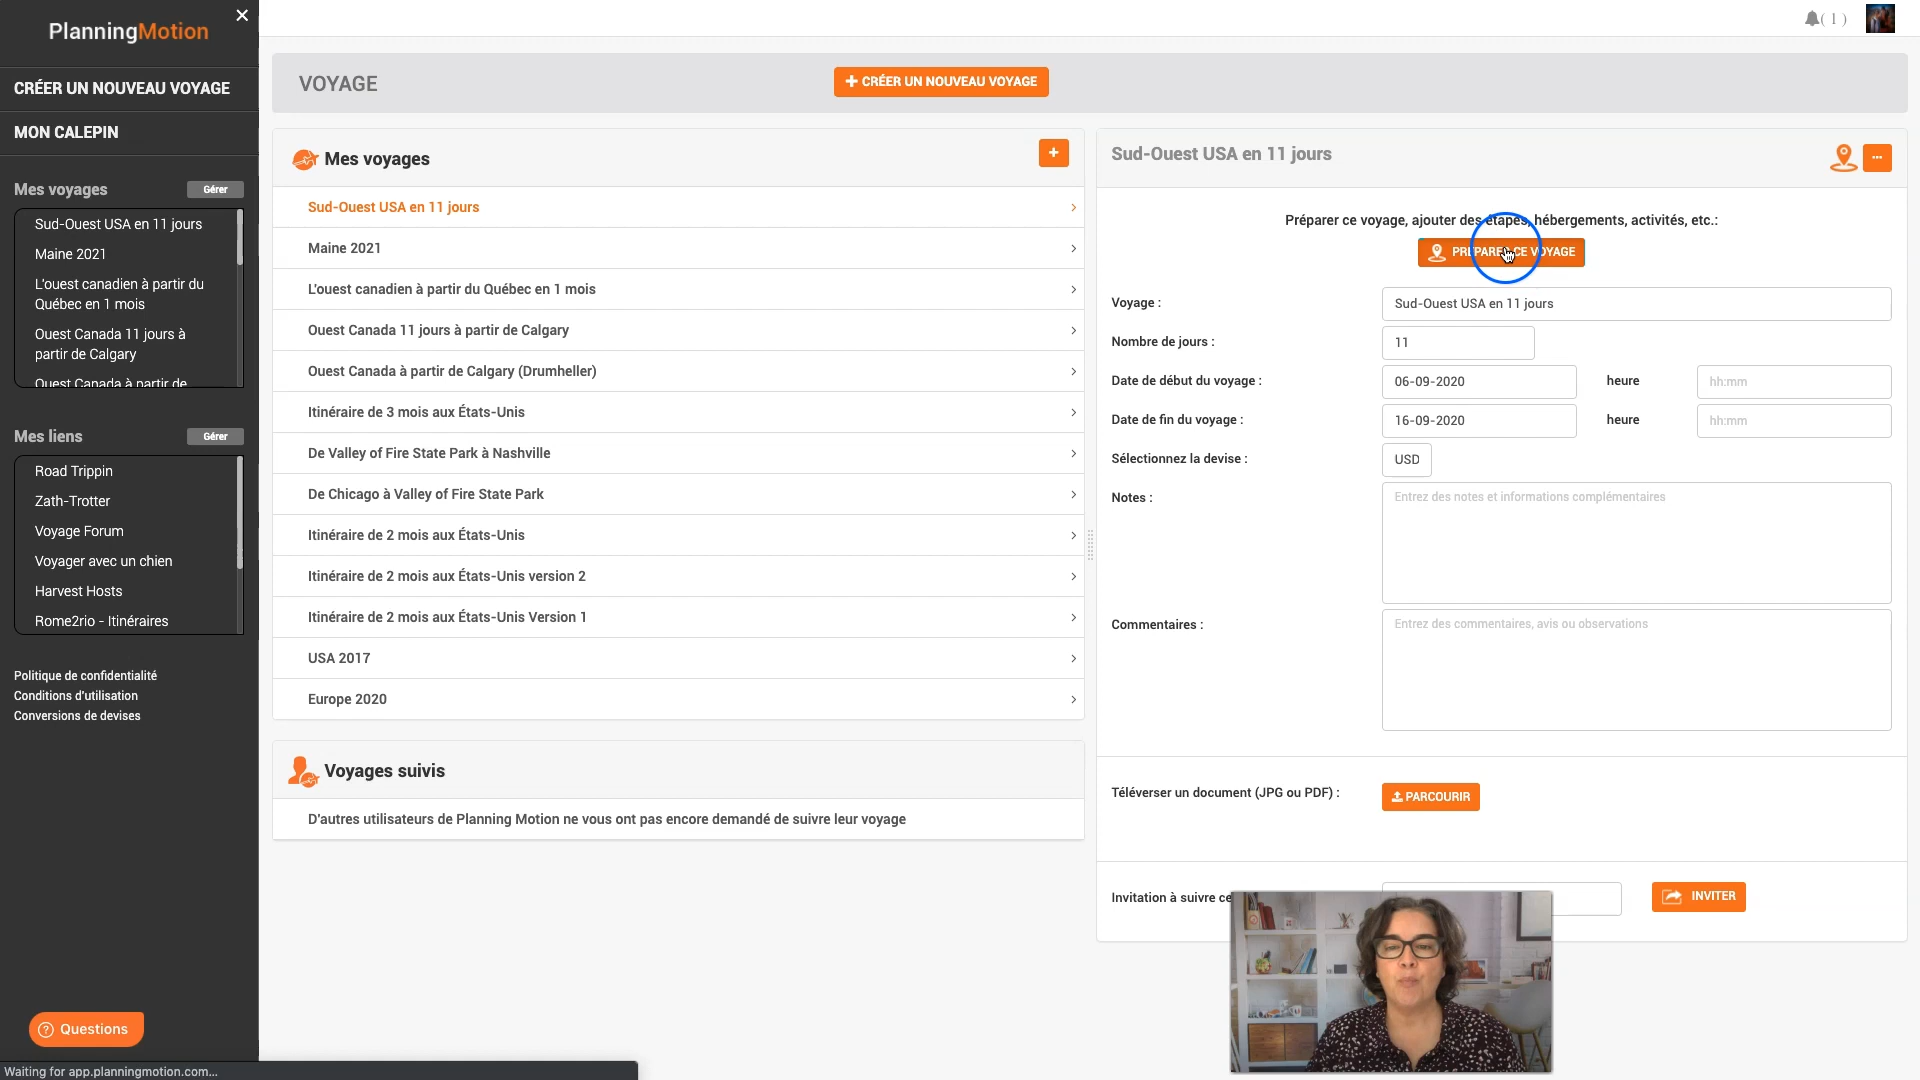 PlanningMotion
CRÉER UN NOUVEAU VOYAGE
MON CALEPIN
Mes voyages
Gérer
Sud-Ouest USA en 11 jours
Maine 2021
L'ouest canadien à partir du
Québec en 1 mois
Ouest Canada 11 jours à
partir de Calgary
Ouest Canada à partir de
Mes liens
Gérer
Road Trippin
Zath-Trotter
Voyage Forum
Voyager avec un chien
Harvest Hosts
Rome2rio - Itinéraires
Politique de confidentialité
Conditions d'utilisation
Conversions de devises
Questions
Waiting for app.planningmotion.com...
( 1 )
VOYAGE
CRÉER UN NOUVEAU VOYAGE
Mes voyages
Sud-Ouest USA en 11 jours
Maine 2021
L'ouest canadien à partir du Québec en 1 mois
Ouest Canada 11 jours à partir de Calgary
Ouest Canada à partir de Calgary (Drumheller)
Itinéraire de 3 mois aux États-Unis
De Valley of Fire State Park à Nashville
De Chicago à Valley of Fire State Park
Itinéraire de 2 mois aux États-Unis
Itinéraire de 2 mois aux États-Unis version 2
Itinéraire de 2 mois aux États-Unis Version 1
USA 2017
Europe 2020
Voyages suivis
D'autres utilisateurs de Planning Motion ne vous ont pas encore demandé de suivre leur voyage
Sud-Ouest USA en 11 jours
Préparer ce voyage, ajouter des étapes, hébergements, activités, etc.:
PRÉPARER CE VOYAGE
Voyage : Sud-Ouest USA en 11 jours
Nombre de jours : 11
Date de début du voyage : 06-09-2020 heure hh:mm
Date de fin du voyage : 16-09-2020 heure hh:mm
Sélectionnez la devise : USD
Notes : Entrez des notes et informations complémentaires
Commentaires : Entrez des commentaires, avis ou observations
Téléverser un document (JPG ou PDF) : PARCOURIR
Invitation à suivre ce
INVITER